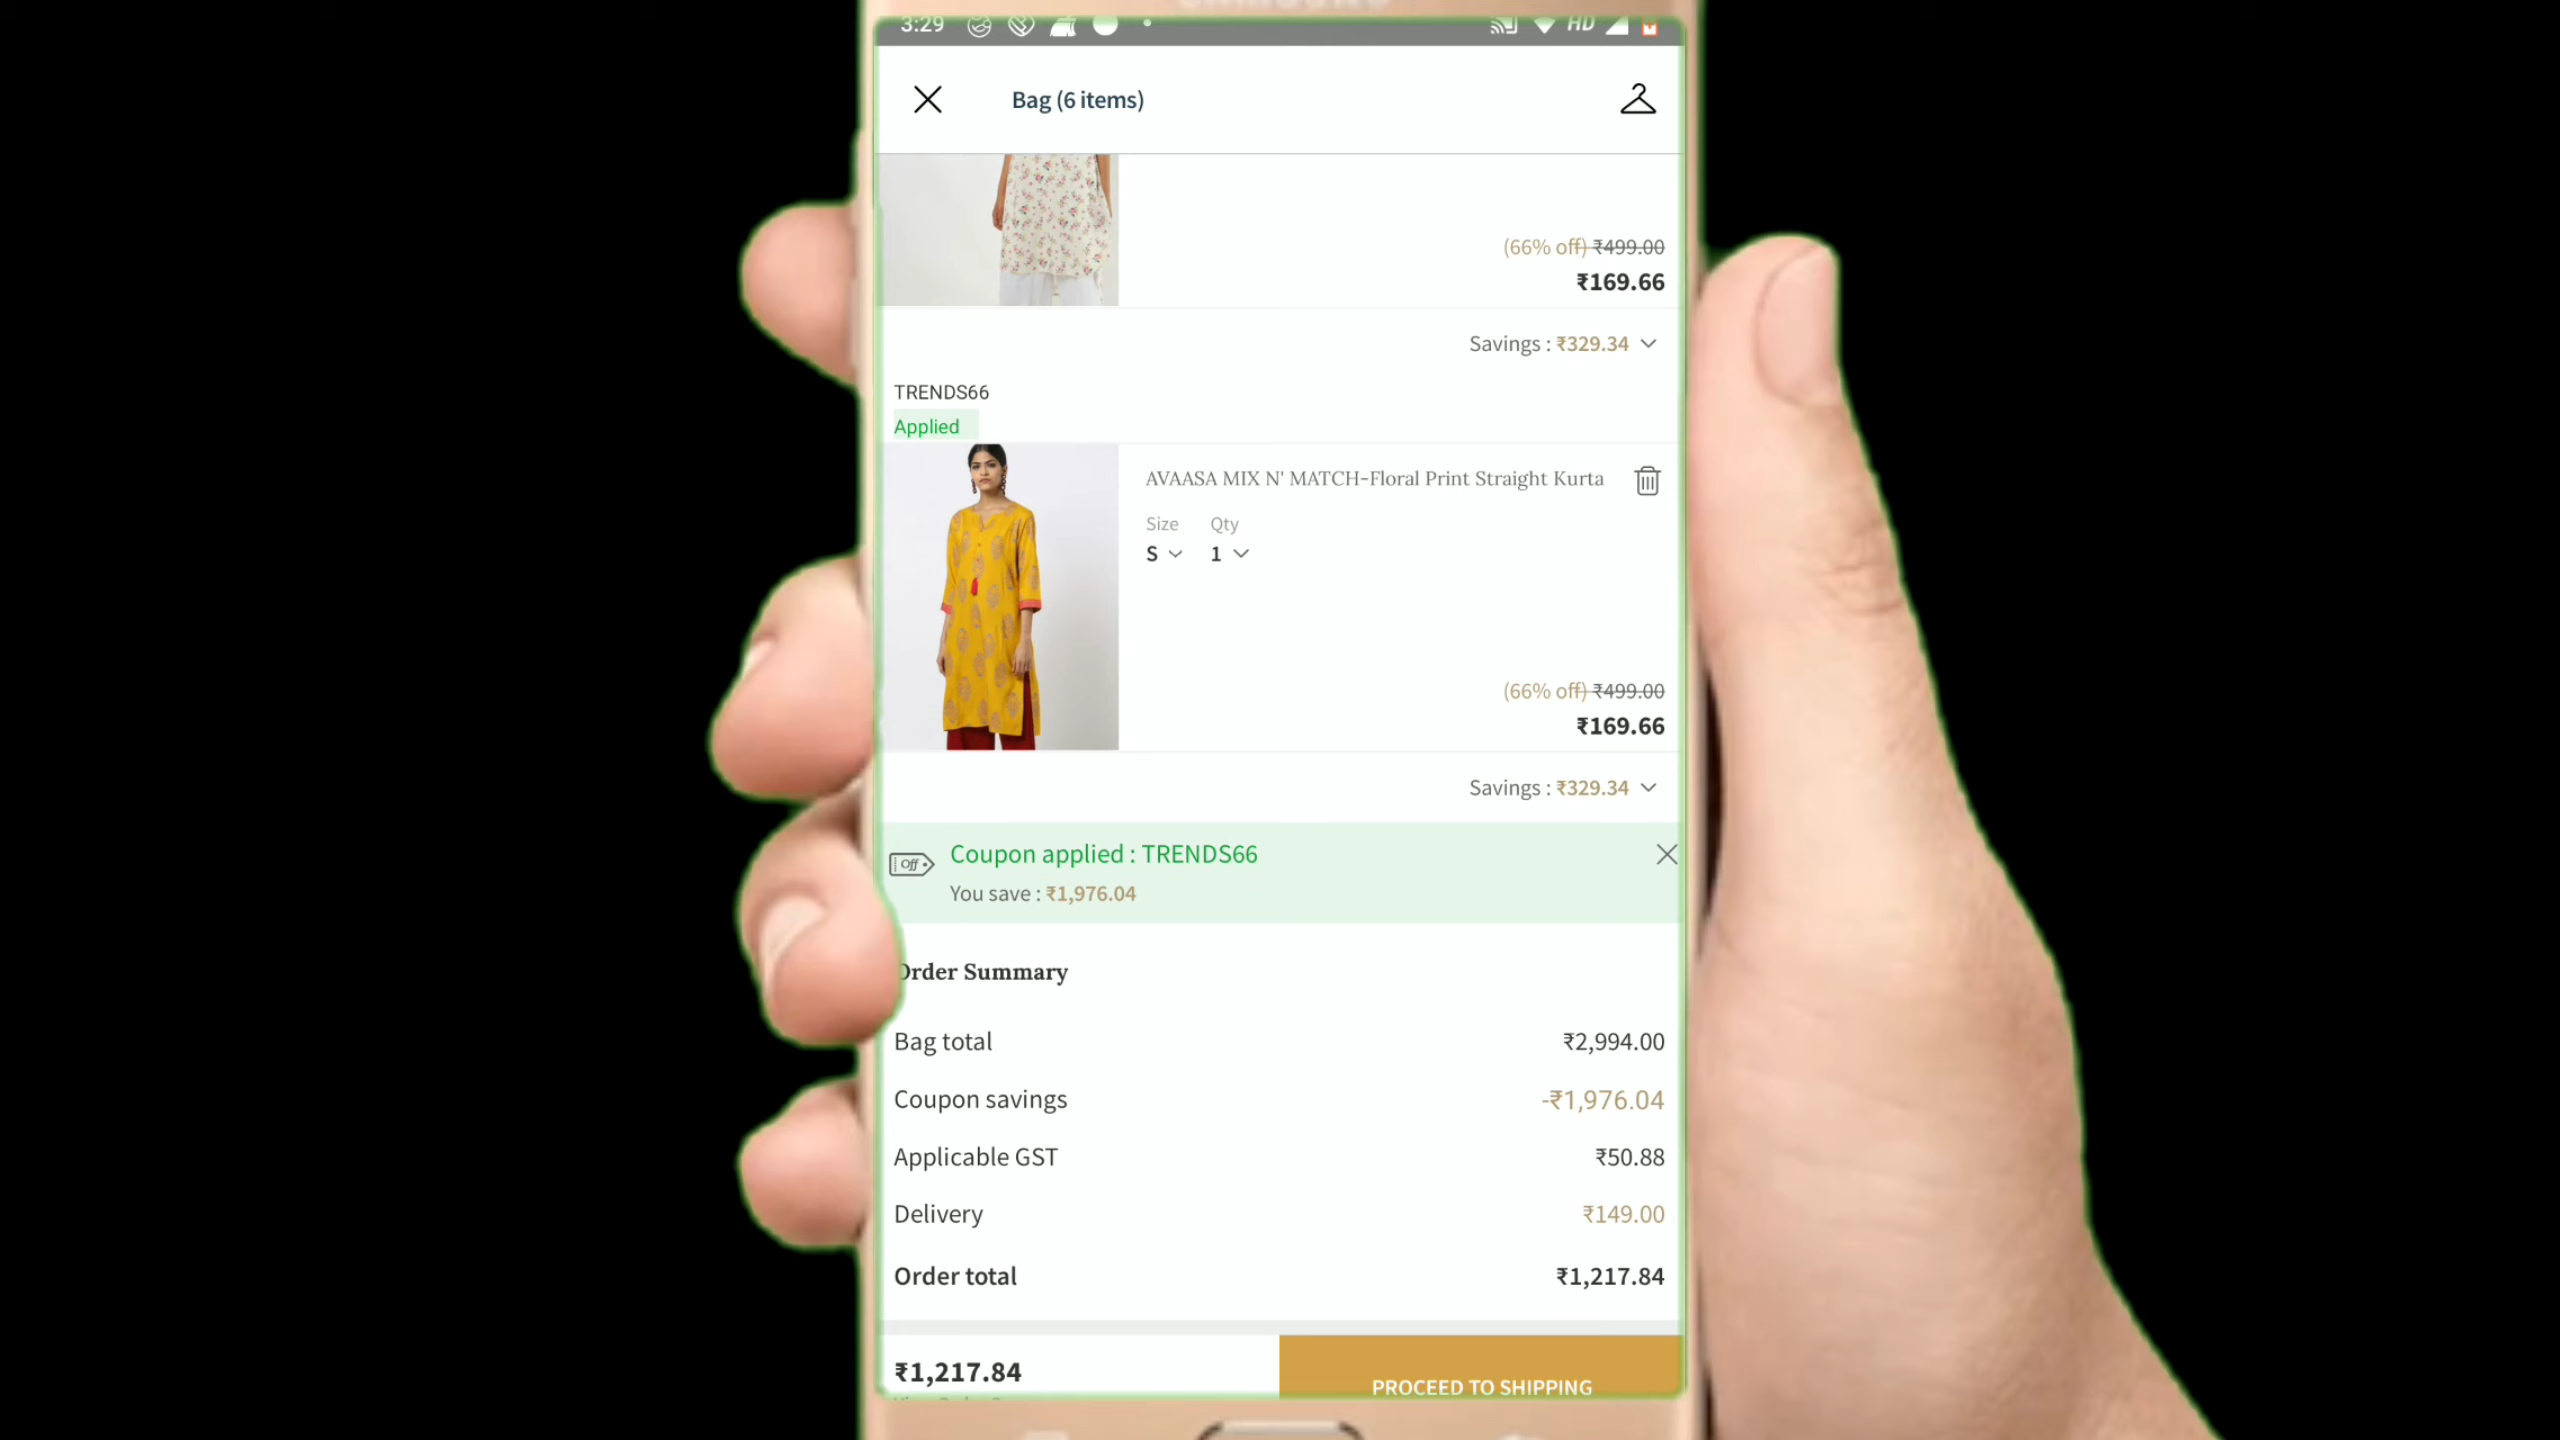 3:29 HD
Bag (6 items)
(66% off) ₹499.00
₹169.66
Savings : ₹329.34
TRENDS66
Applied
AVAASA MIX N' MATCH-Floral Print Straight Kurta
Size Qty
S 1
(66% off) ₹499.00
₹169.66
Savings : ₹329.34
Off
Coupon applied : TRENDS66
You save : ₹1,976.04
Order Summary
Bag total ₹2,994.00
Coupon savings -₹1,976.04
Applicable GST ₹50.88
Delivery ₹149.00
Order total ₹1,217.84
₹1,217.84
PROCEED TO SHIPPING